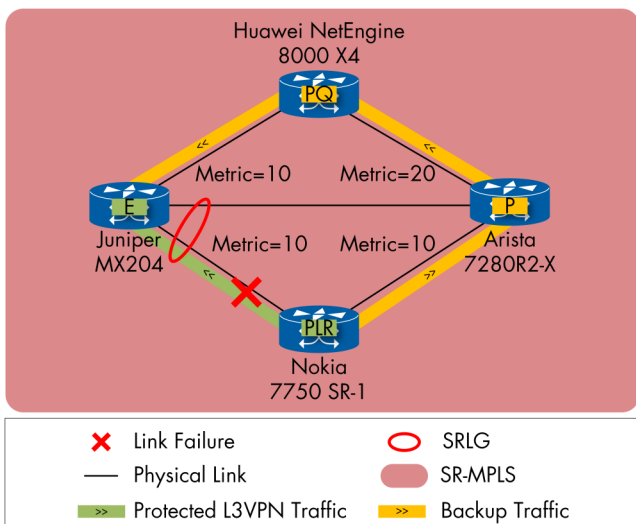 Huawei NetEngine
8000 X4
PQ
<<
<<
Metric=10
Metric=20
E
P
Juniper
MX204
Metric=10
Metric=10
Arista
7280R2-X
<<
>>
PLR
Nokia
7750 SR-1
Link Failure
SRLG
Physical Link
SR-MPLS
>> Protected L3VPN Traffic
>> Backup Traffic